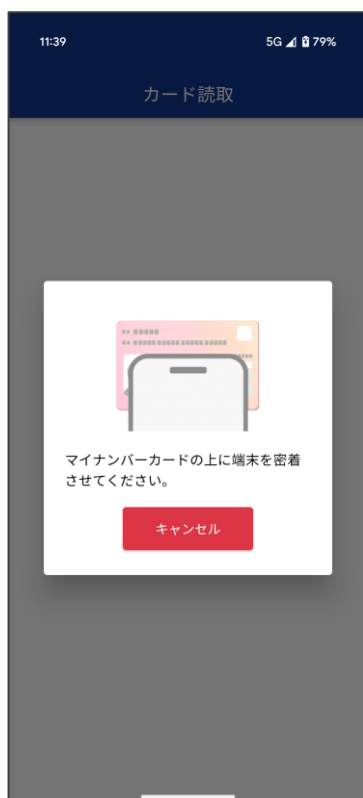 11:39
5G 79%
カード読取
マイナンバーカードの上に端末を密着
させてください。
キャンセル